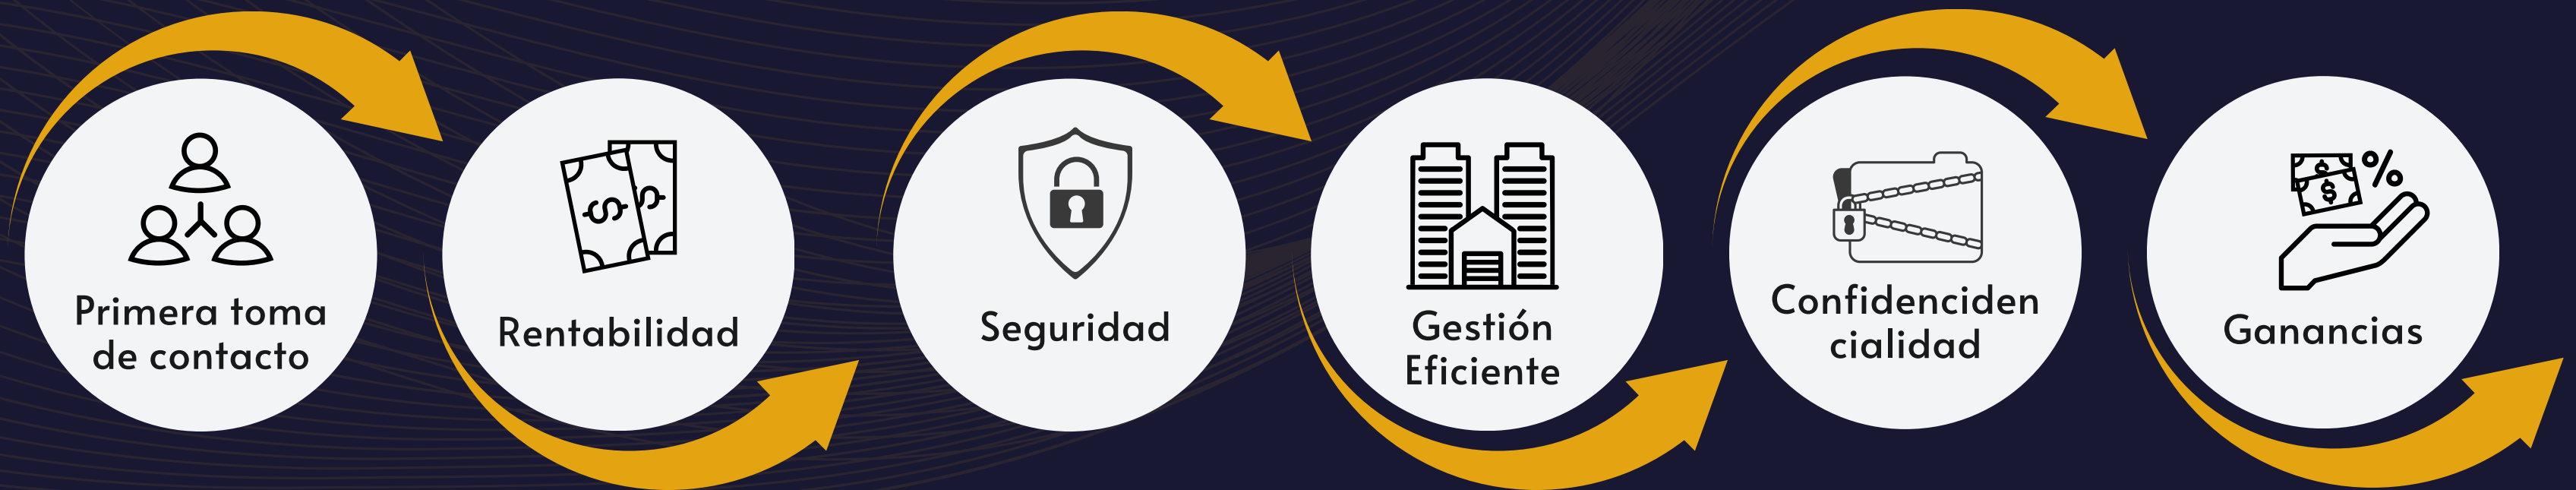 Primera toma
de contacto
Rentabilidad
Seguridad
Gestión
Eficiente
Confidenciden
cialidad
Ganancias